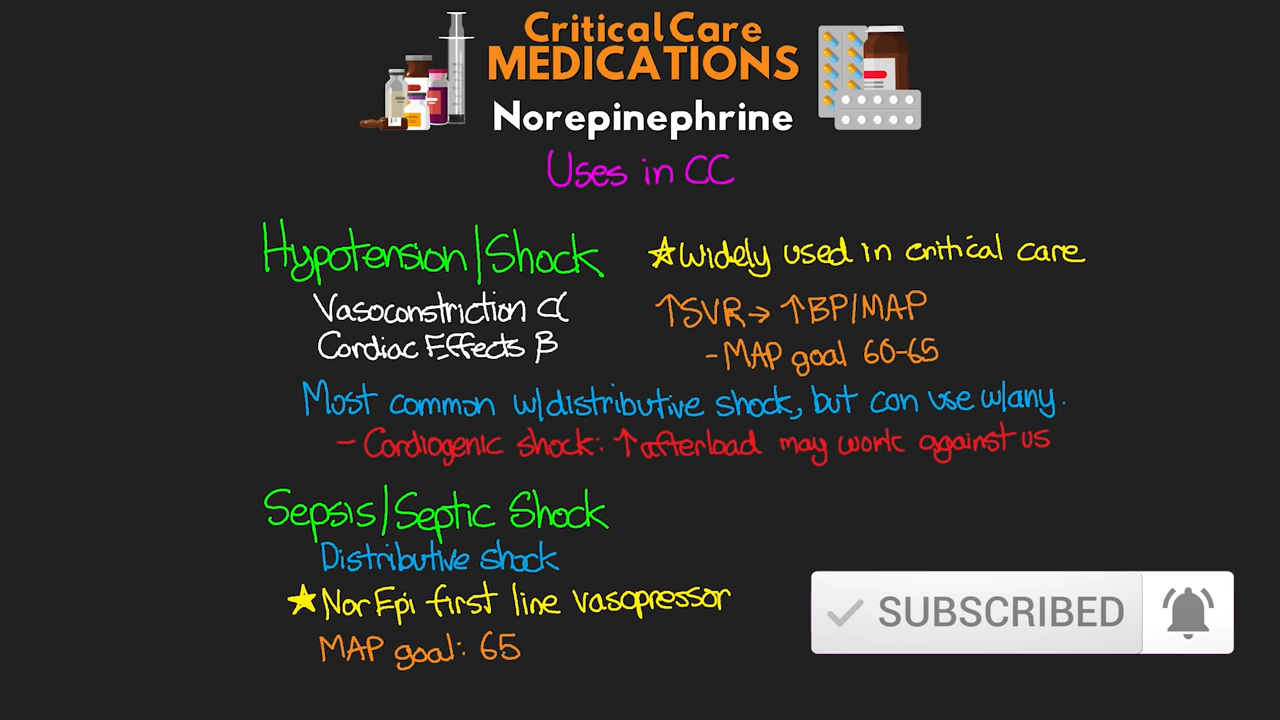 Critical Care
MEDICATIONS
Norepinephrine
Uses in CC
Hypotension/Shock
☆Widely used in critical care
Vasoconstriction α
↑SVR→ ↑BP/MAP
Cardiac Effects β
- MAP goal 60-65
Most common w/distributive shock, but can use w/any.
- Cardiogenic shock: ↑afterload may work against us
Sepsis/Septic Shock
Distributive shock
★NorEpi first line vasopressor
MAP goal: 65
SUBSCRIBED